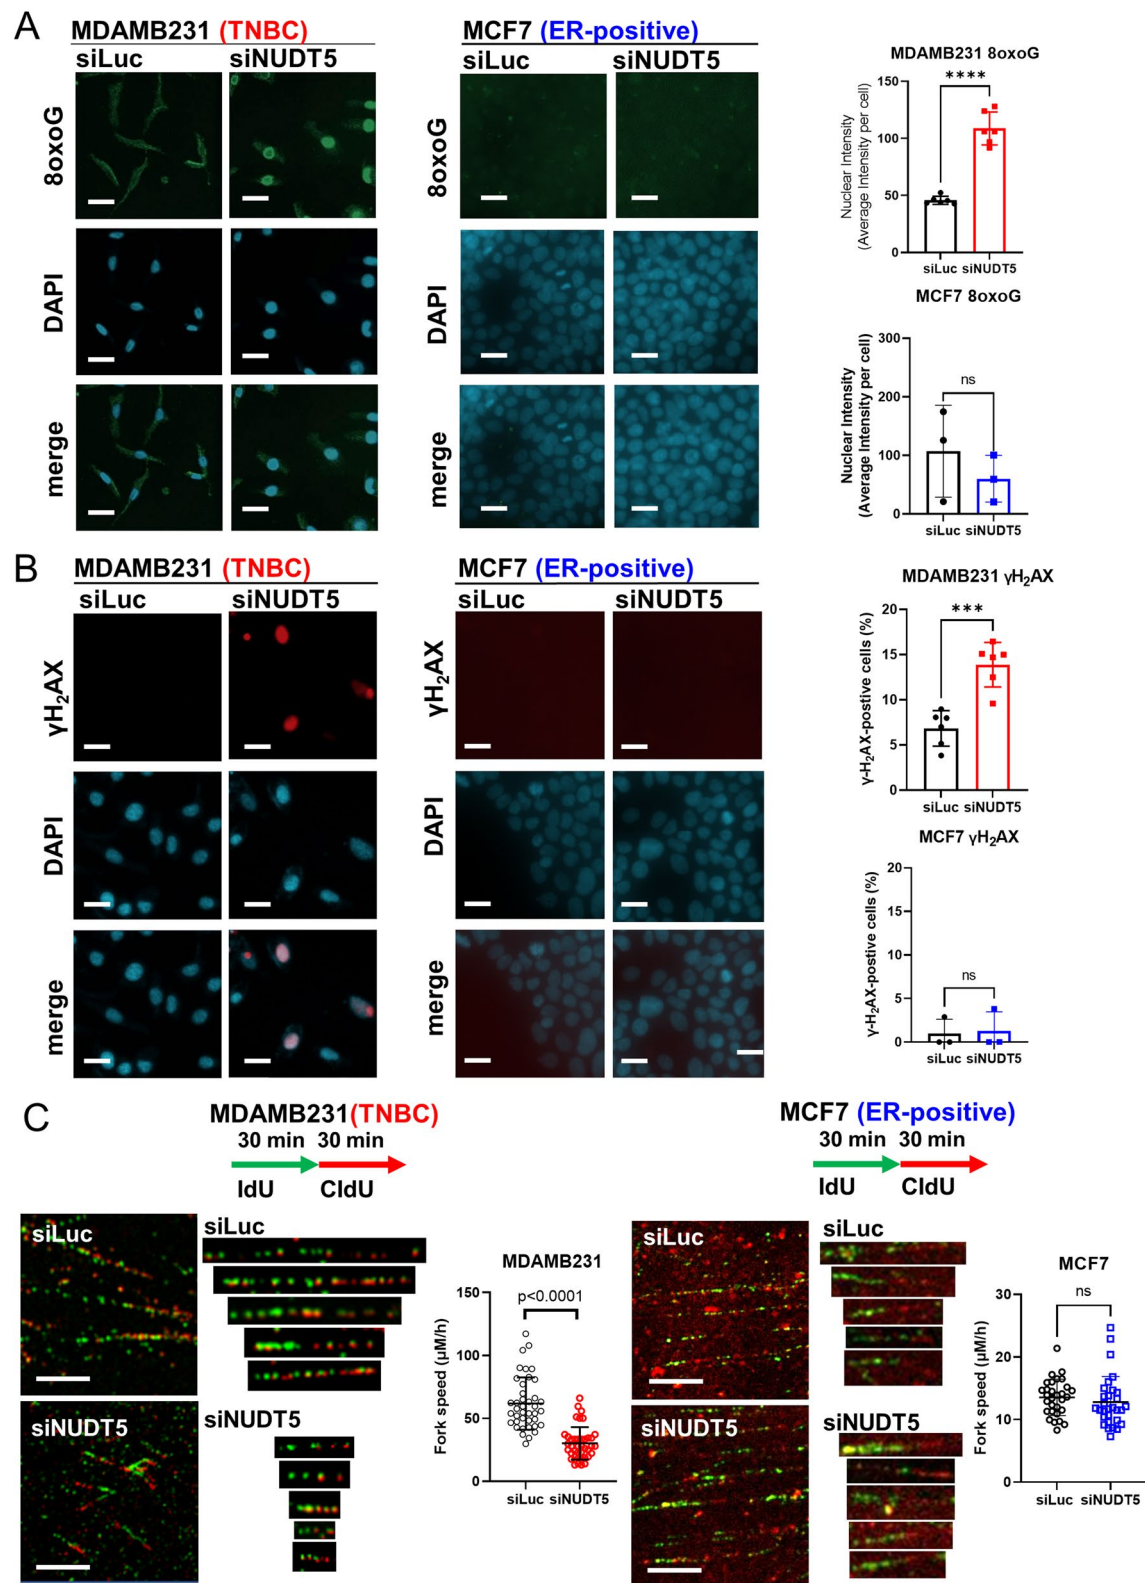 A
MDAMB231 (TNBC)
siLuc siNUDT5
8oxoG
DAPI
merge
MCF7 (ER-positive)
siLuc siNUDT5
8oxoG
DAPI
merge
MDAMB231 8oxoG
****
Nuclear Intensity
(Average Intensity per cell)
150
100
50
0
siLuc siNUDT5
MCF7 8oxoG
ns
Nuclear Intensity
(Average Intensity per cell)
300
200
100
0
siLuc siNUDT5
B
MDAMB231 (TNBC)
siLuc siNUDT5
γH₂AX
DAPI
merge
MCF7 (ER-positive)
siLuc siNUDT5
γH₂AX
DAPI
merge
MDAMB231 γH₂AX
***
γ-H₂AX-postive cells (%)
20
15
10
5
0
siLuc siNUDT5
MCF7 γH₂AX
ns
γ-H₂AX-postive cells (%)
20
15
10
5
0
siLuc siNUDT5
C
MDAMB231(TNBC)
30 min 30 min
IdU CldU
siLuc
siNUDT5
siLuc
siNUDT5
MDAMB231
p<0.0001
Fork speed (μM/h)
150
100
50
0
siLuc siNUDT5
MCF7 (ER-positive)
30 min 30 min
IdU CldU
siLuc
siNUDT5
siLuc
siNUDT5
MCF7
ns
Fork speed (μM/h)
30
20
10
0
siLuc siNUDT5